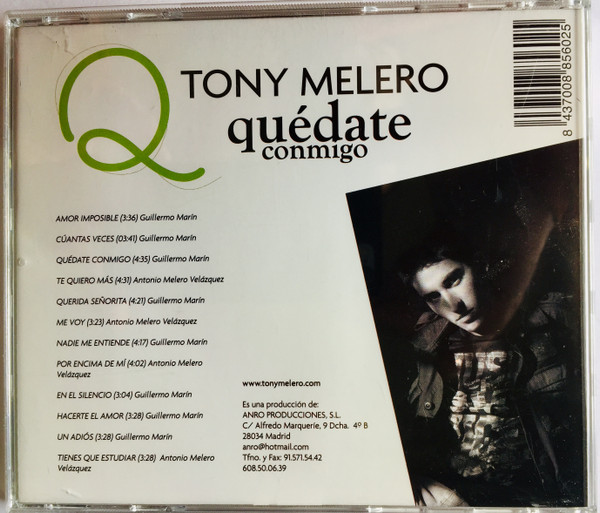 Q
TONY MELERO
quédate
conmigo
8 437008 856025
AMOR IMPOSIBLE (3:36) Guillermo Marín
CÚANTAS VECES (03:41) Guillermo Marín
QUÉDATE CONMIGO (4:35) Guillermo Marín
TE QUIERO MÁS (4:31) Antonio Melero Velázquez
QUERIDA SEÑORITA (4:21) Guillermo Marín
ME VOY (3:23) Antonio Melero Velázquez
NADIE ME ENTIENDE (4:17) Guillermo Marín
POR ENCIMA DE MÍ (4:02) Antonio Melero
Velázquez
EN EL SILENCIO (3:04) Guillermo Marín
HACERTE EL AMOR (3:28) Guillermo Marín
UN ADIÓS (3:28) Guillermo Marín
TIENES QUE ESTUDIAR (3:28) Antonio Melero
Velázquez
www.tonymelero.com
Es una producción de:
ANRO PRODUCCIONES, S.L.
C/ Alfredo Marquerie, 9 Dcha. 4º B
28034 Madrid
anro@hotmail.com
Tfno. y Fax: 91.571.54.42
608.50.06.39